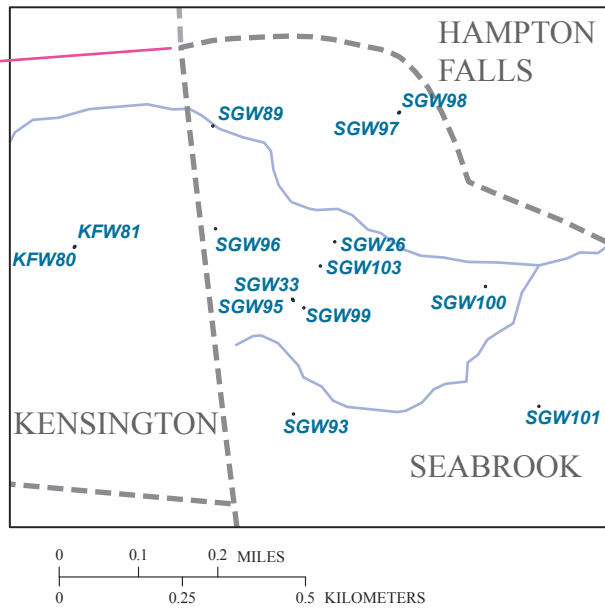 HAMPTON
FALLS
SGW98
SGW89
SGW97
KFW81
SGW96
SGW26
KFW80
SGW103
SGW33
SGW100
SGW95
SGW99
KENSINGTON
SGW93
SGW101
SEABROOK
0 0.1 0.2 MILES
0 0.25 0.5 KILOMETERS